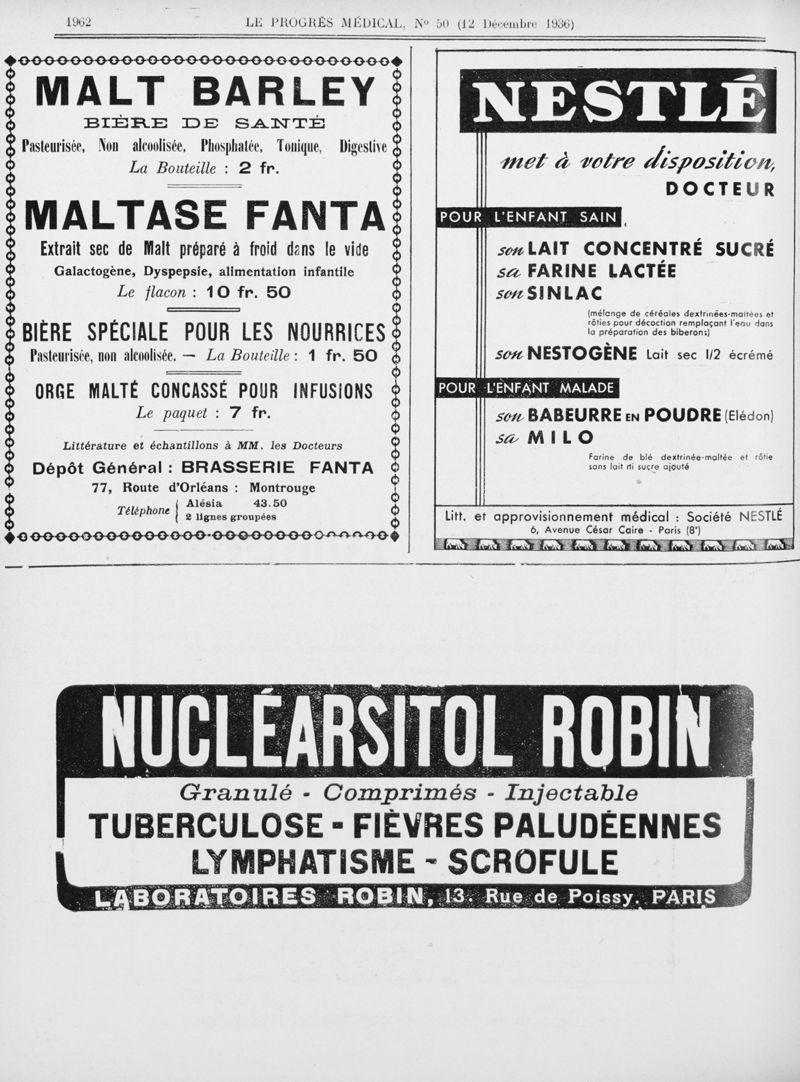 1962
LE PROGRÈS MÉDICAL, No 50 (12 Décembre 1936)
MALT BARLEY
BIÈRE DE SANTÉ
Pasteurisée, Non alcoolisée, Phosphatée, Tonique, Digestive
La Bouteille : 2 fr.
MALTASE FANTA
Extrait sec de Malt préparé à froid dans le vide
Galactogène, Dyspepsie, alimentation infantile
Le flacon : 10 fr. 50
BIÈRE SPÉCIALE POUR LES NOURRICES
Pasteurisée, non alcoolisée. — La Bouteille : 1 fr. 50
ORGE MALTÉ CONCASSÉ POUR INFUSIONS
Le paquet : 7 fr.
Littérature et échantillons à MM. les Docteurs
Dépôt Général : BRASSERIE FANTA
77, Route d'Orléans : Montrouge
Téléphone { Alésia 43.50
2 lignes groupées
NESTLÉ
met à votre disposition,
DOCTEUR
POUR L'ENFANT SAIN,
son LAIT CONCENTRÉ SUCRÉ
sa FARINE LACTÉE
son SINLAC
(mélange de céréales dextrinées-maltées et
rôties pour décoction remplaçant l'eau dans
la préparation des biberons)
son NESTOGÈNE Lait sec 1/2 écrémé
POUR L'ENFANT MALADE
son BABEURRE EN POUDRE (Elédon)
sa MILO
Farine de blé dextrinée-maltée et rôtie
sans lait ni sucre ajouté
Litt. et approvisionnement médical : Société NESTLÉ
6, Avenue César Caire - Paris (8e)
NUCLÉARSITOL ROBIN
Granulé - Comprimés - Injectable
TUBERCULOSE - FIÈVRES PALUDÉENNES
LYMPHATISME - SCROFULE
LABORATOIRES ROBIN, 13. Rue de Poissy. PARIS